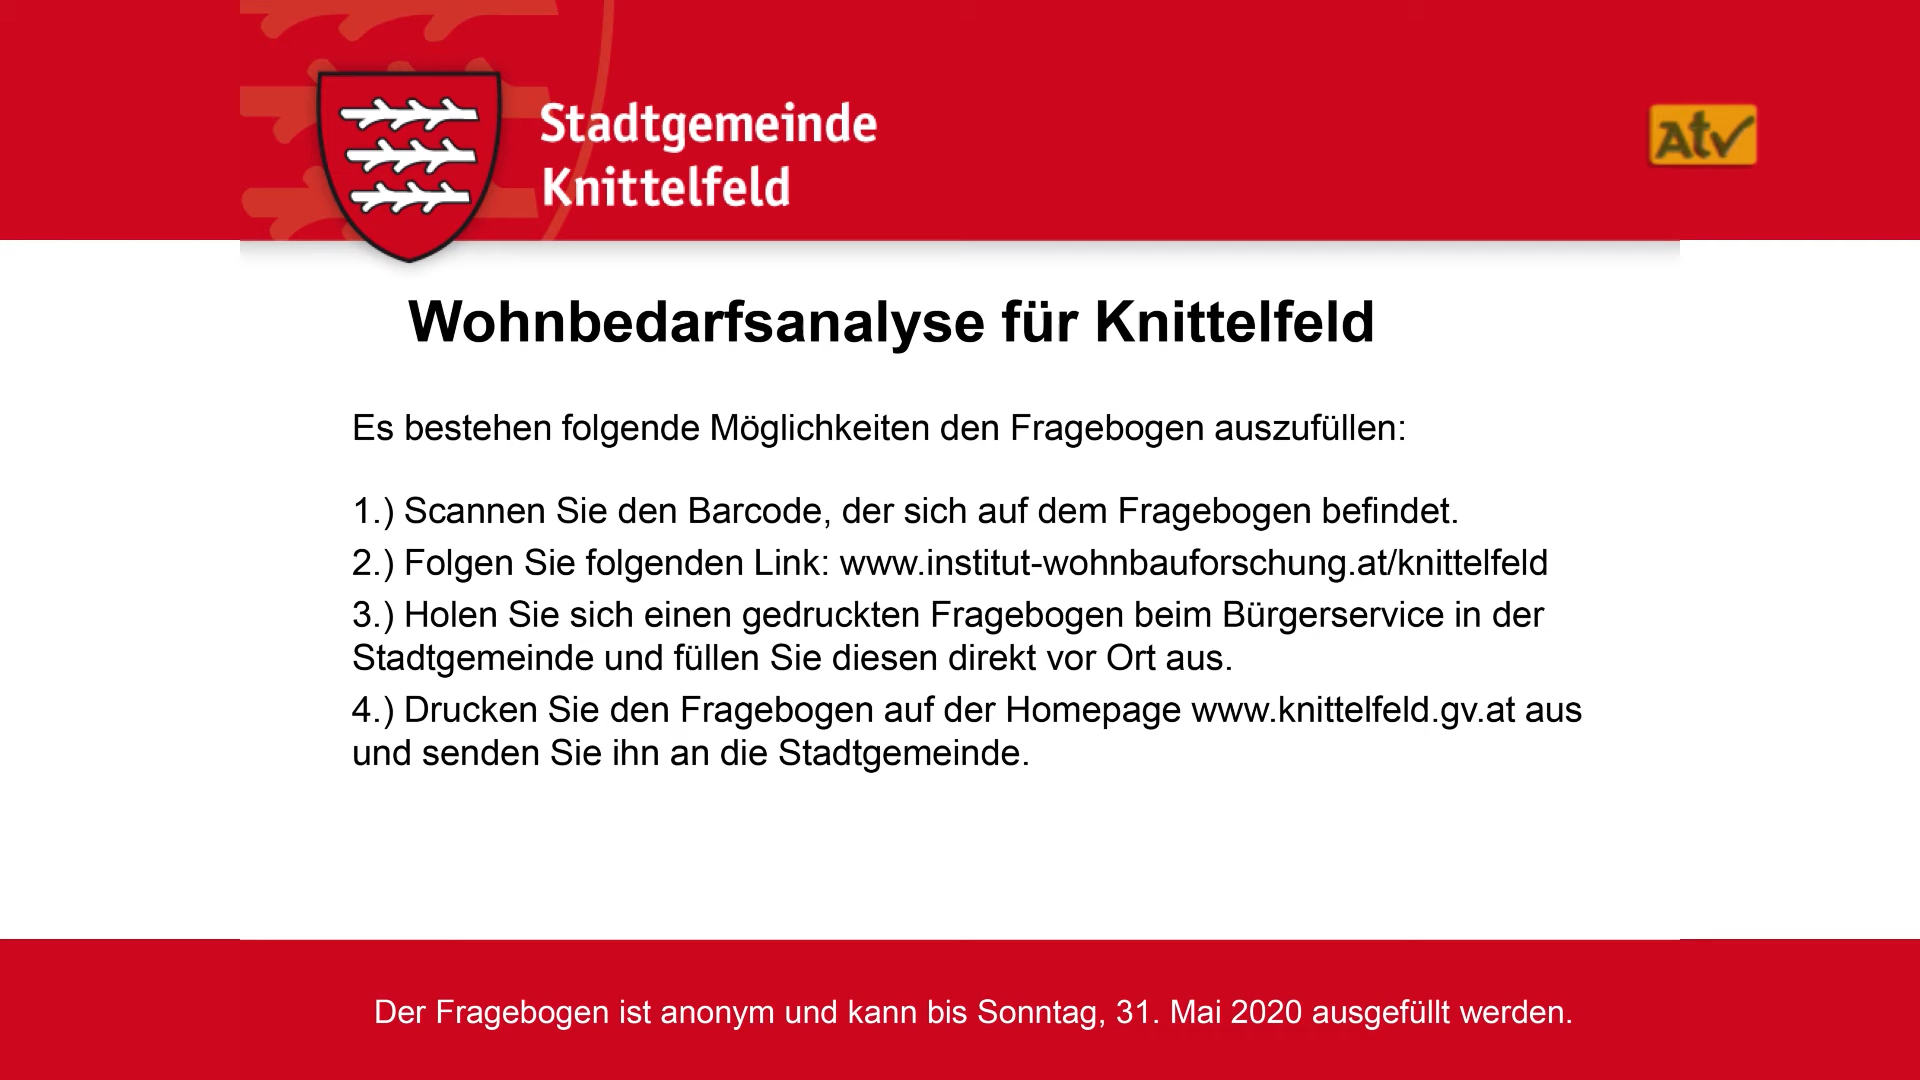 Stadtgemeinde
Knittelfeld
Atv
Wohnbedarfsanalyse für Knittelfeld
Es bestehen folgende Möglichkeiten den Fragebogen auszufüllen:
1.) Scannen Sie den Barcode, der sich auf dem Fragebogen befindet.
2.) Folgen Sie folgenden Link: www.institut-wohnbauforschung.at/knittelfeld
3.) Holen Sie sich einen gedruckten Fragebogen beim Bürgerservice in der
Stadtgemeinde und füllen Sie diesen direkt vor Ort aus.
4.) Drucken Sie den Fragebogen auf der Homepage www.knittelfeld.gv.at aus
und senden Sie ihn an die Stadtgemeinde.
Der Fragebogen ist anonym und kann bis Sonntag, 31. Mai 2020 ausgefüllt werden.